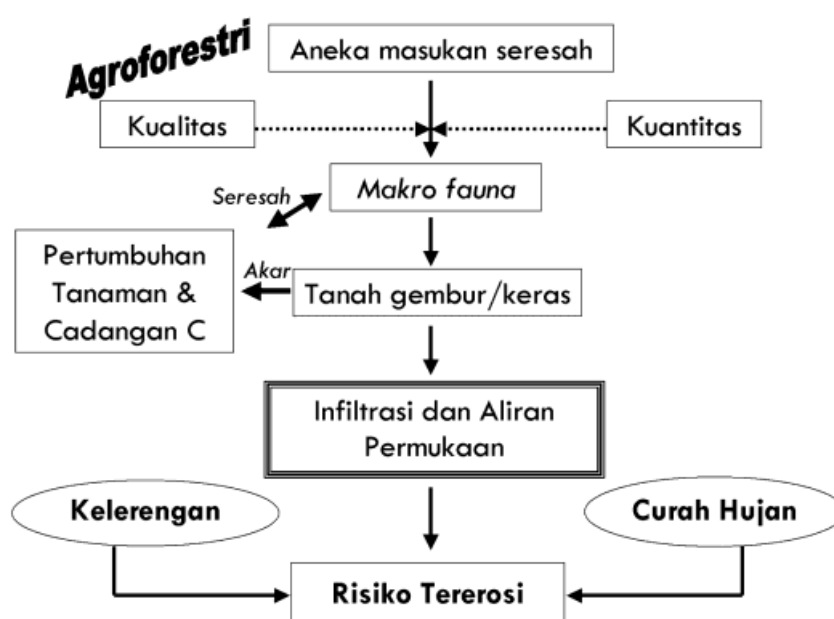 Agroforestri
Aneka masukan seresah
Kualitas
Kuantitas
Makro fauna
Seresah
Pertumbuhan
Tanaman &
Cadangan C
Akar
Tanah gembur/keras
Infiltrasi dan Aliran
Permukaan
Kelerengan
Curah Hujan
Risiko Tererosi